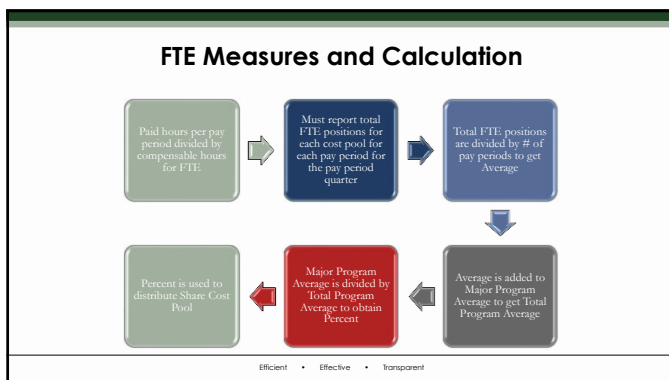 FTE Measures and Calculation
Paid hours per pay
period divided by
compensable hours
for FTE
Must report total
FTE positions for
each cost pool for
each pay period for
the pay period
quarter
Total FTE positions
are divided by # of
pay periods to get
Average
Average is added to
Major Program
Average to get Total
Program Average
Major Program
Average is divided by
Total Program
Average to obtain
Percent
Percent is used to
distribute Share Cost
Pool
Efficient • Effective • Transparent